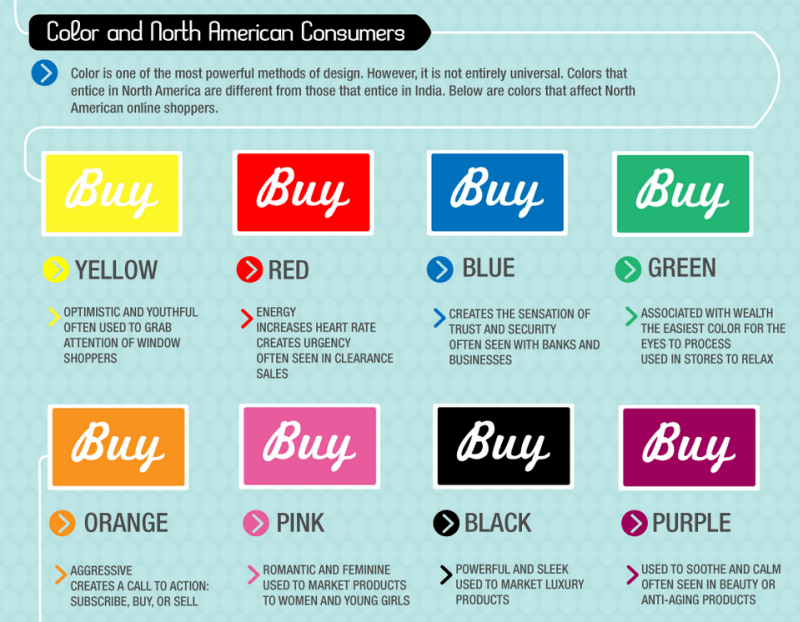 Color and North American Consumers
Color is one of the most powerful methods of design. However, it is not entirely universal. Colors that
entice in North America are different from those that entice in India. Below are colors that affect North
American online shoppers.
Buy
Buy
Buy
Buy
YELLOW
RED
BLUE
GREEN
OPTIMISTIC AND YOUTHFUL
OFTEN USED TO GRAB
ATTENTION OF WINDOW
SHOPPERS
ENERGY
INCREASES HEART RATE
CREATES URGENCY
OFTEN SEEN IN CLEARANCE
SALES
CREATES THE SENSATION OF
TRUST AND SECURITY
OFTEN SEEN WITH BANKS AND
BUSINESSES
ASSOCIATED WITH WEALTH
THE EASIEST COLOR FOR THE
EYES TO PROCESS
USED IN STORES TO RELAX
Buy
Buy
Buy
Buy
ORANGE
PINK
BLACK
PURPLE
AGGRESSIVE
CREATES A CALL TO ACTION:
SUBSCRIBE, BUY, OR SELL
ROMANTIC AND FEMININE
USED TO MARKET PRODUCTS
TO WOMEN AND YOUNG GIRLS
POWERFUL AND SLEEK
USED TO MARKET LUXURY
PRODUCTS
USED TO SOOTHE AND CALM
OFTEN SEEN IN BEAUTY OR
ANTI-AGING PRODUCTS